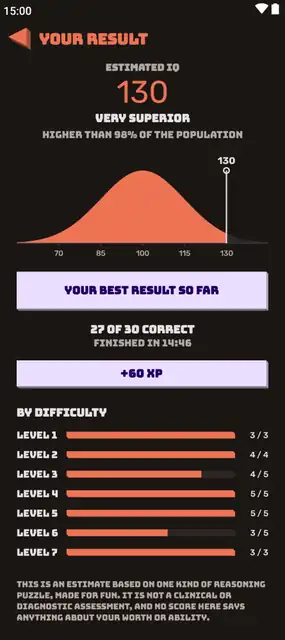 15:00
YOUR RESULT
ESTIMATED IQ
130
VERY SUPERIOR
HIGHER THAN 98% OF THE POPULATION
130
70 85 100 115 130
YOUR BEST RESULT SO FAR
27 OF 30 CORRECT
FINISHED IN 14:46
+60 XP
BY DIFFICULTY
LEVEL 1 3 / 3
LEVEL 2 4 / 4
LEVEL 3 4 / 5
LEVEL 4 5 / 5
LEVEL 5 5 / 5
LEVEL 6 3 / 5
LEVEL 7 3 / 3
THIS IS AN ESTIMATE BASED ON ONE KIND OF REASONING
PUZZLE, MADE FOR FUN. IT IS NOT A CLINICAL OR
DIAGNOSTIC ASSESSMENT, AND NO SCORE HERE SAYS
ANYTHING ABOUT YOUR WORTH OR ABILITY.